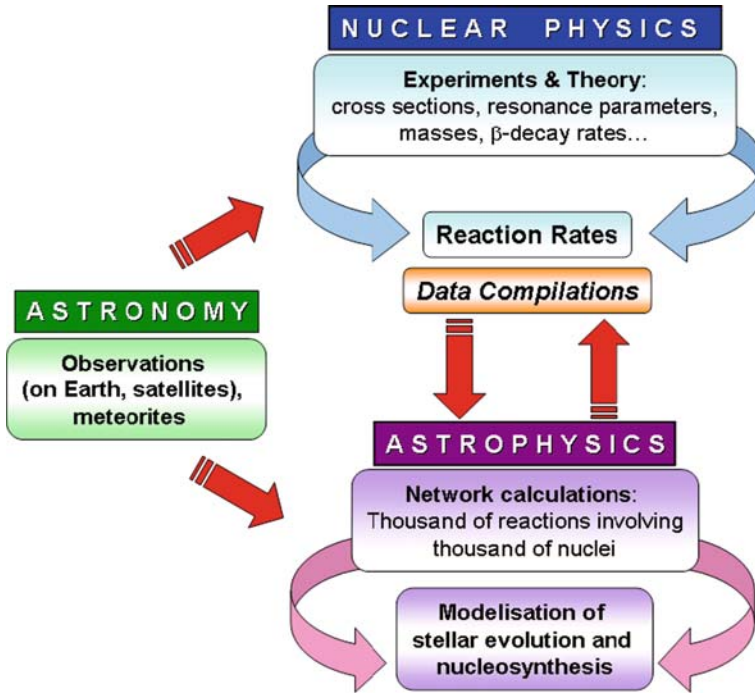 NUCLEAR PHYSICS
Experiments & Theory:
cross sections, resonance parameters,
masses, β-decay rates…
Reaction Rates
Data Compilations
ASTRONOMY
Observations
(on Earth, satellites),
meteorites
ASTROPHYSICS
Network calculations:
Thousand of reactions involving
thousand of nuclei
Modelisation of
stellar evolution and
nucleosynthesis